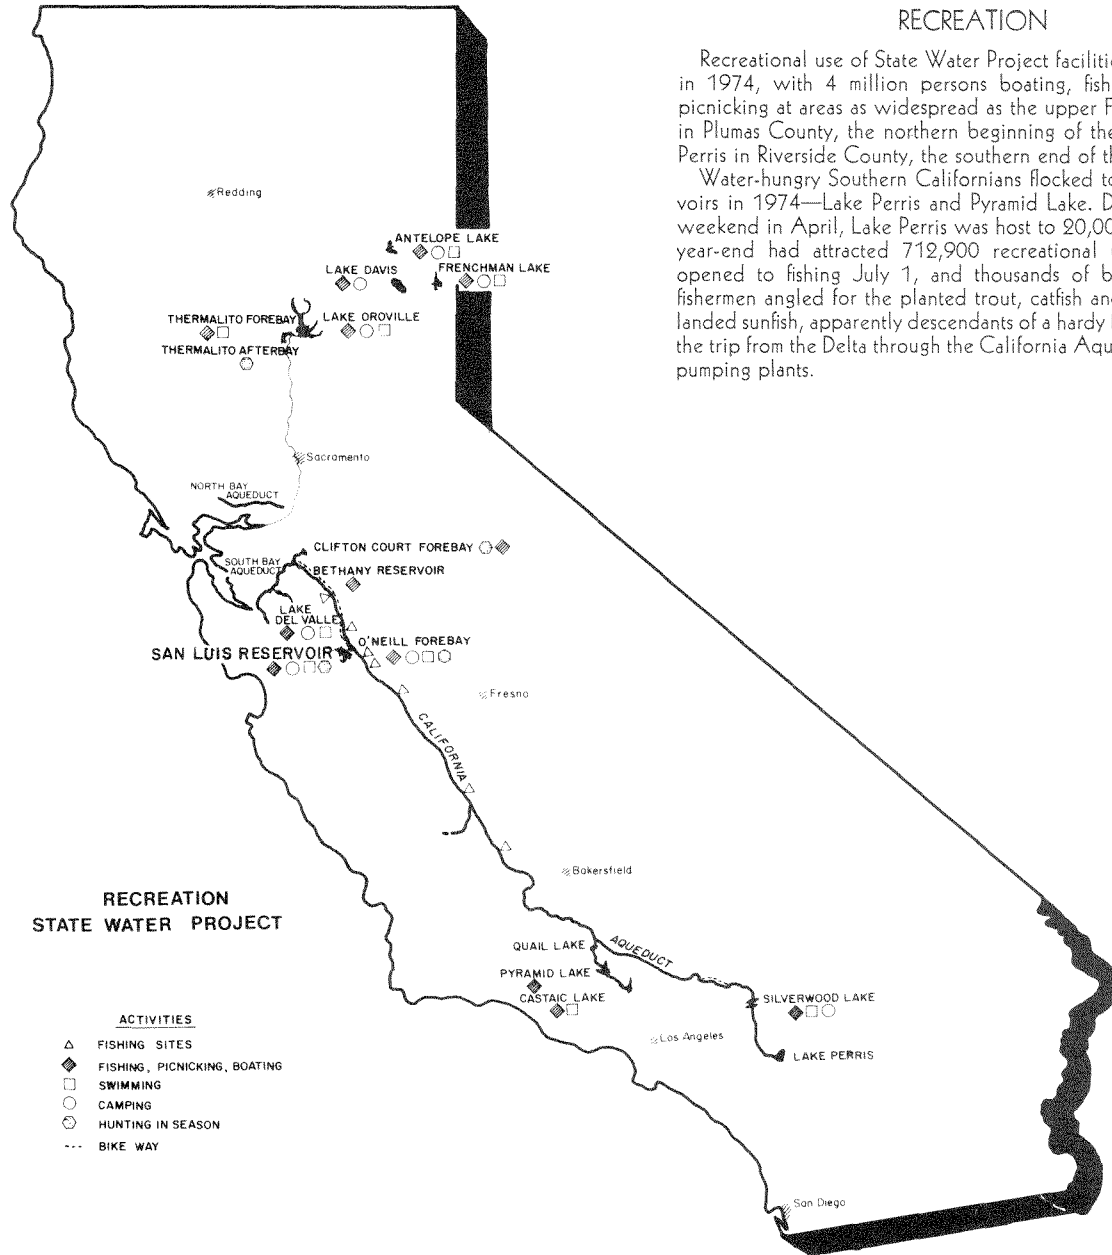 RECREATION
Recreational use of State Water Project faciliti
in 1974, with 4 million persons boating, fish
picnicking at areas as widespread as the upper F
in Plumas County, the northern beginning of the
Perris in Riverside County, the southern end of th
Water-hungry Southern Californians flocked to
voirs in 1974—Lake Perris and Pyramid Lake. D
weekend in April, Lake Perris was host to 20,00
year-end had attracted 712,900 recreational
opened to fishing July 1, and thousands of b
fishermen angled for the planted trout, catfish an
landed sunfish, apparently descendants of a hardy
the trip from the Delta through the California Aqu
pumping plants.
Redding
ANTELOPE LAKE
LAKE DAVIS
FRENCHMAN LAKE
THERMALITO FOREBAY
LAKE OROVILLE
THERMALITO AFTERBAY
Sacramento
NORTH BAY
AQUEDUCT
CLIFTON COURT FOREBAY
SOUTH BAY
AQUEDUCT
BETHANY RESERVOIR
LAKE
DEL VALLE
O'NEILL FOREBAY
SAN LUIS RESERVOIR
Fresno
CALIFORNIA
Bakersfield
AQUEDUCT
QUAIL LAKE
PYRAMID LAKE
CASTAIC LAKE
SILVERWOOD LAKE
Los Angeles
LAKE PERRIS
San Diego
RECREATION
STATE WATER PROJECT
ACTIVITIES
FISHING SITES
FISHING, PICNICKING, BOATING
SWIMMING
CAMPING
HUNTING IN SEASON
BIKE WAY